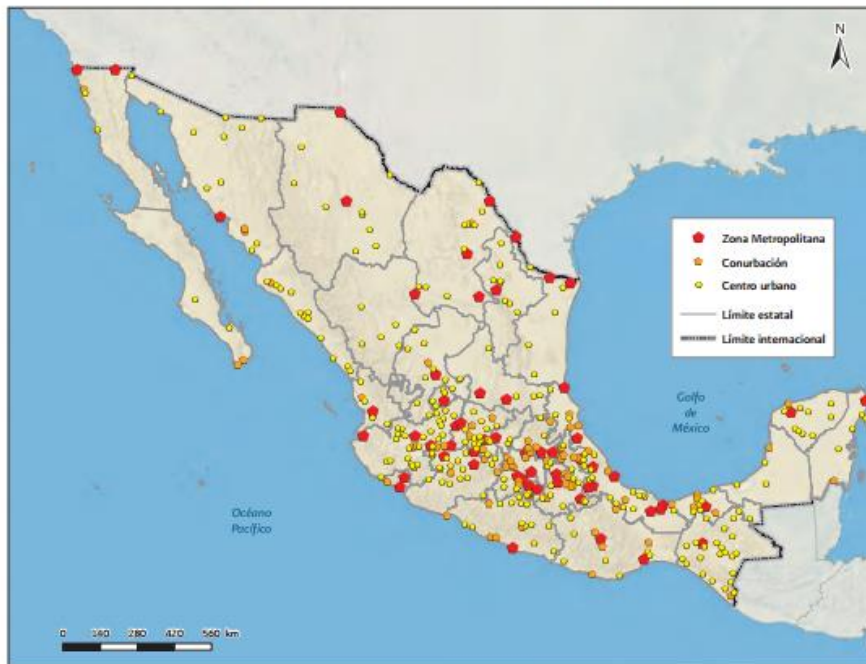 N
Zona Metropolitana
Conurbación
Centro urbano
Límite estatal
Límite internacional
Golfo
de
México
Océano
Pacífico
0 140 280 420 560 km